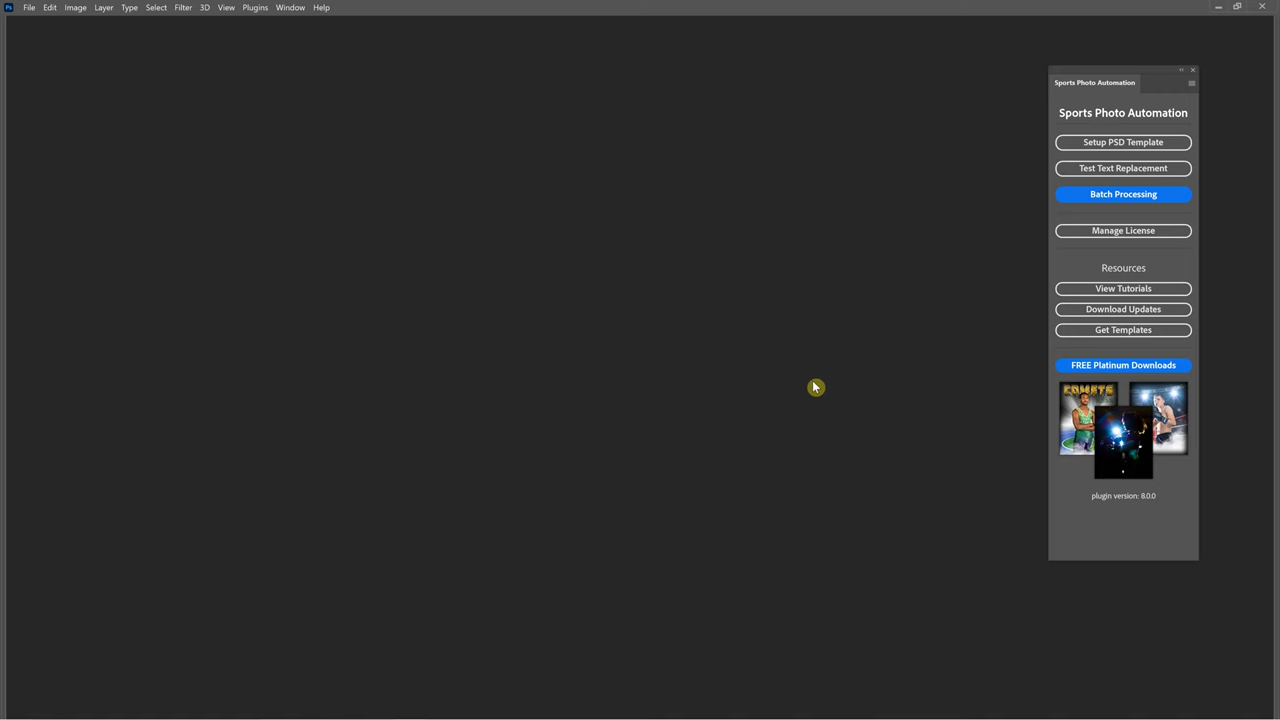 Ps File Edit Image Layer Type Select Filter 3D View Plugins Window Help
Sports Photo Automation
Sports Photo Automation
Setup PSD Template
Test Text Replacement
Batch Processing
Manage License
Resources
View Tutorials
Download Updates
Get Templates
FREE Platinum Downloads
COMETS
plugin version: 8.0.0